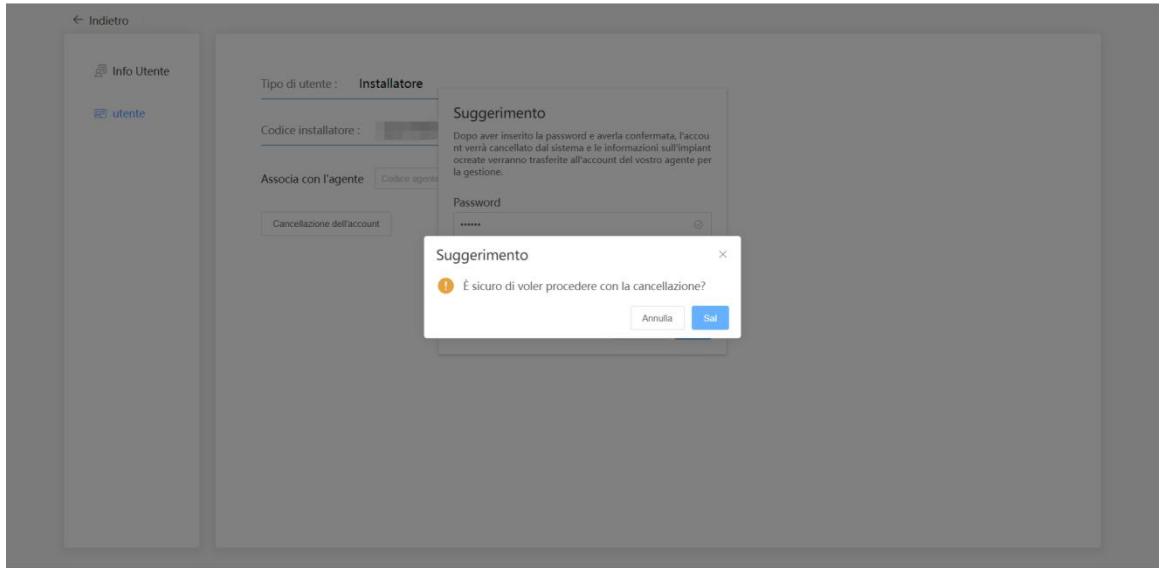 ← Indietro
Info Utente
utente
Tipo di utente : Installatore
Codice installatore :
Associa con l'agente Codice agente
Cancellazione dell'account
Suggerimento
Dopo aver inserito la password e averla confermata, l'accou
nt verrà cancellato dal sistema e le informazioni sull'impiant
ocreate verranno trasferite all'account del vostro agente per
la gestione.
Password
••••••
Suggerimento
È sicuro di voler procedere con la cancellazione?
Annulla
Sal